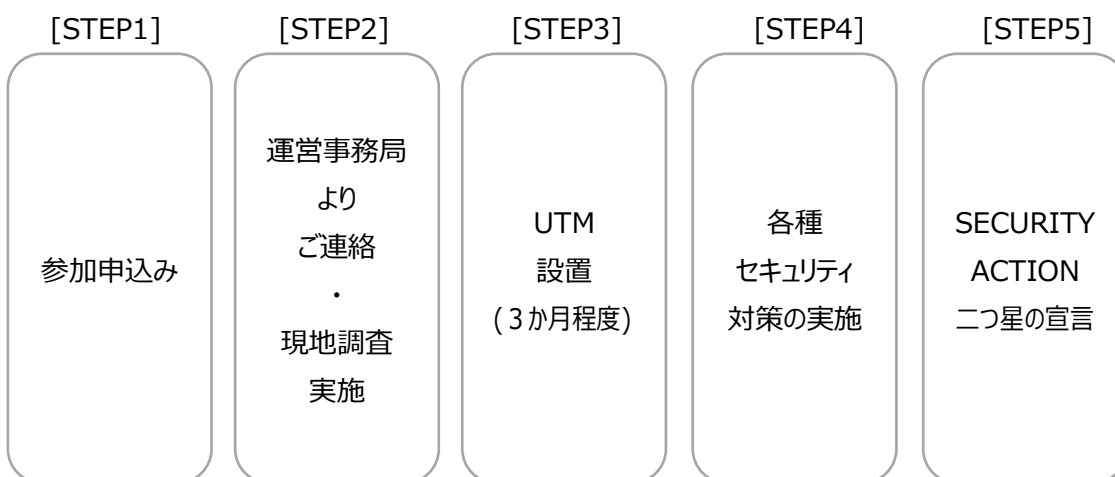 [STEP1]
参加申込み
[STEP2]
運営事務局
より
ご連絡
・
現地調査
実施
[STEP3]
UTM
設置
(３か月程度)
[STEP4]
各種
セキュリティ
対策の実施
[STEP5]
SECURITY
ACTION
二つ星の宣言